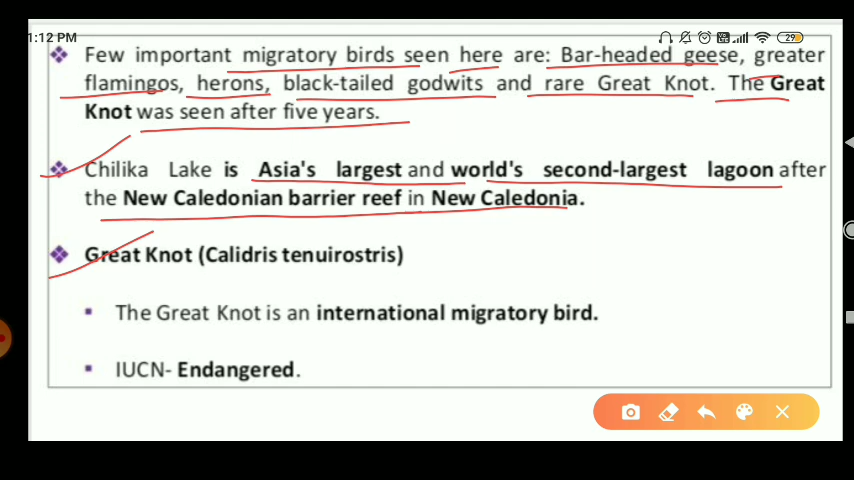 1:12 PM
29
Few important migratory birds seen here are: Bar-headed geese, greater
flamingos, herons, black-tailed godwits and rare Great Knot. The Great
Knot was seen after five years.
Chilika Lake is Asia's largest and world's second-largest lagoon after
the New Caledonian barrier reef in New Caledonia.
Great Knot (Calidris tenuirostris)
The Great Knot is an international migratory bird.
IUCN- Endangered.